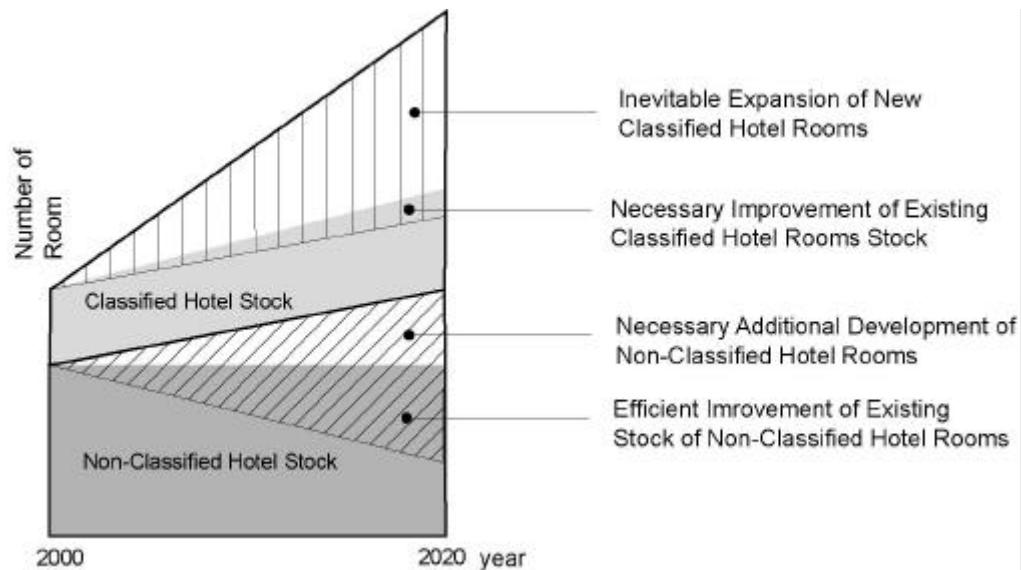 Number of
Room
Inevitable Expansion of New
Classified Hotel Rooms
Necessary Improvement of Existing
Classified Hotel Rooms Stock
Classified Hotel Stock
Necessary Additional Development of
Non-Classified Hotel Rooms
Efficient Imrovement of Existing
Stock of Non-Classified Hotel Rooms
Non-Classified Hotel Stock
2000
2020 year